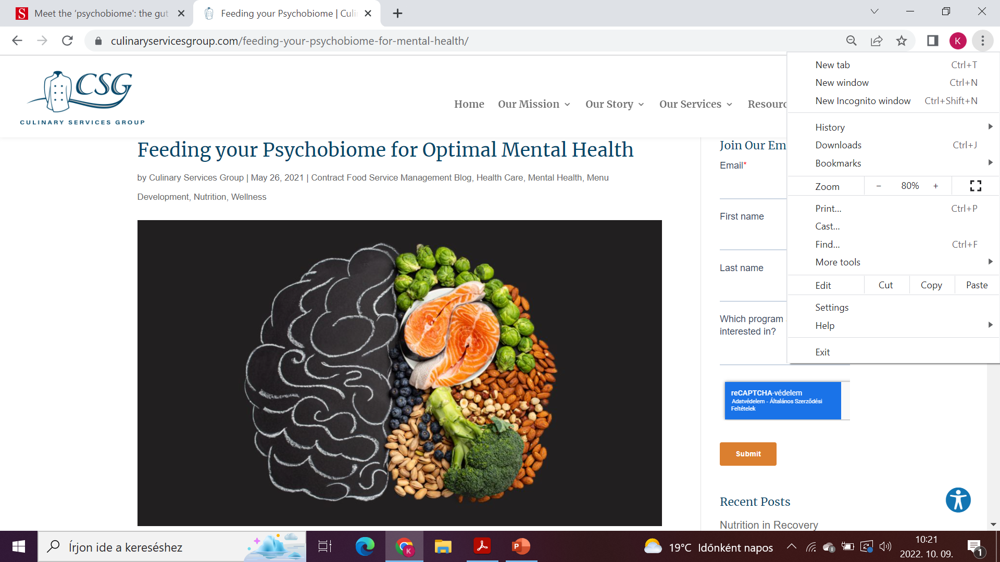 Meet the ‘psychobiome': the gut
Feeding your Psychobiome | Culi
culinaryservicesgroup.com/feeding-your-psychobiome-for-mental-health/
K
CSG
CULINARY SERVICES GROUP
Home Our Mission Our Story Our Services Resourc
New tab Ctrl+T
New window Ctrl+N
New Incognito window Ctrl+Shift+N
History
Downloads Ctrl+J
Bookmarks
Zoom − 80% +
Print... Ctrl+P
Cast...
Find... Ctrl+F
More tools
Edit Cut Copy Paste
Settings
Help
Exit
Feeding your Psychobiome for Optimal Mental Health
by Culinary Services Group | May 26, 2021 | Contract Food Service Management Blog, Health Care, Mental Health, Menu
Development, Nutrition, Wellness
Join Our Em
Email*
First name
Last name
Which program
interested in?
reCAPTCHA-védelem
Adatvédelem - Általános Szerződési
Feltételek
Submit
Recent Posts
Nutrition in Recovery
Írjon ide a kereséshez
K
P
19°C Időnként napos
10:21
2022. 10. 09.
1